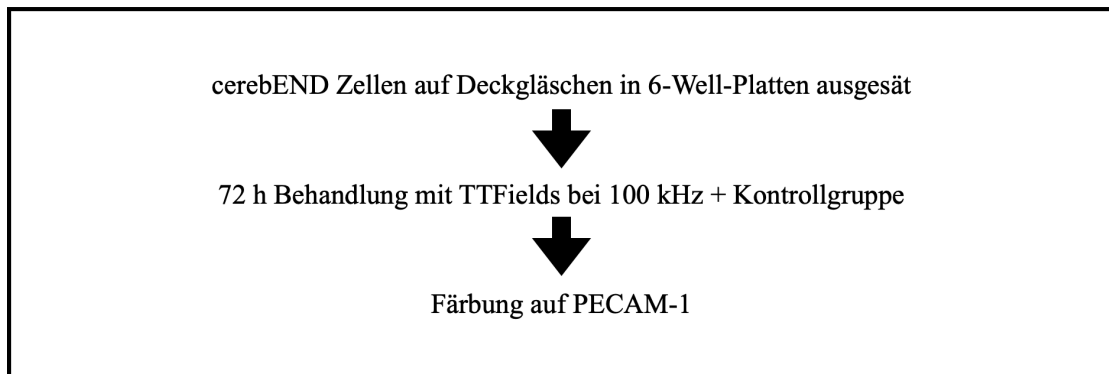 cerebEND Zellen auf Deckgläschen in 6-Well-Platten ausgesät
72 h Behandlung mit TTFields bei 100 kHz + Kontrollgruppe
Färbung auf PECAM-1